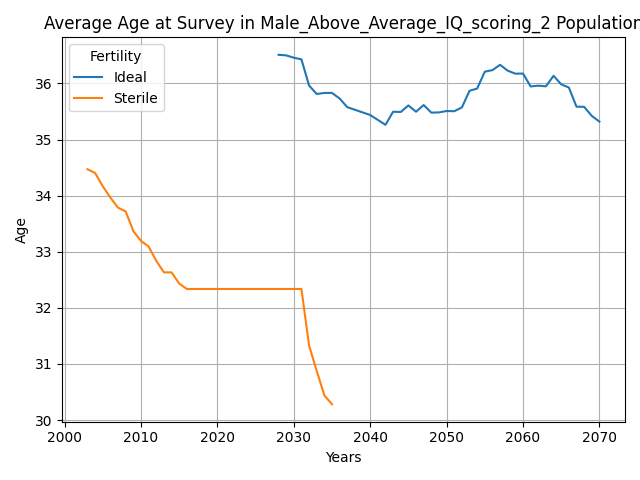 Average Age at Survey in Male_Above_Average_IQ_scoring_2 Population
Fertility
Ideal
Sterile
36
35
34
33
32
31
30
Age
2000 2010 2020 2030 2040 2050 2060 2070
Years